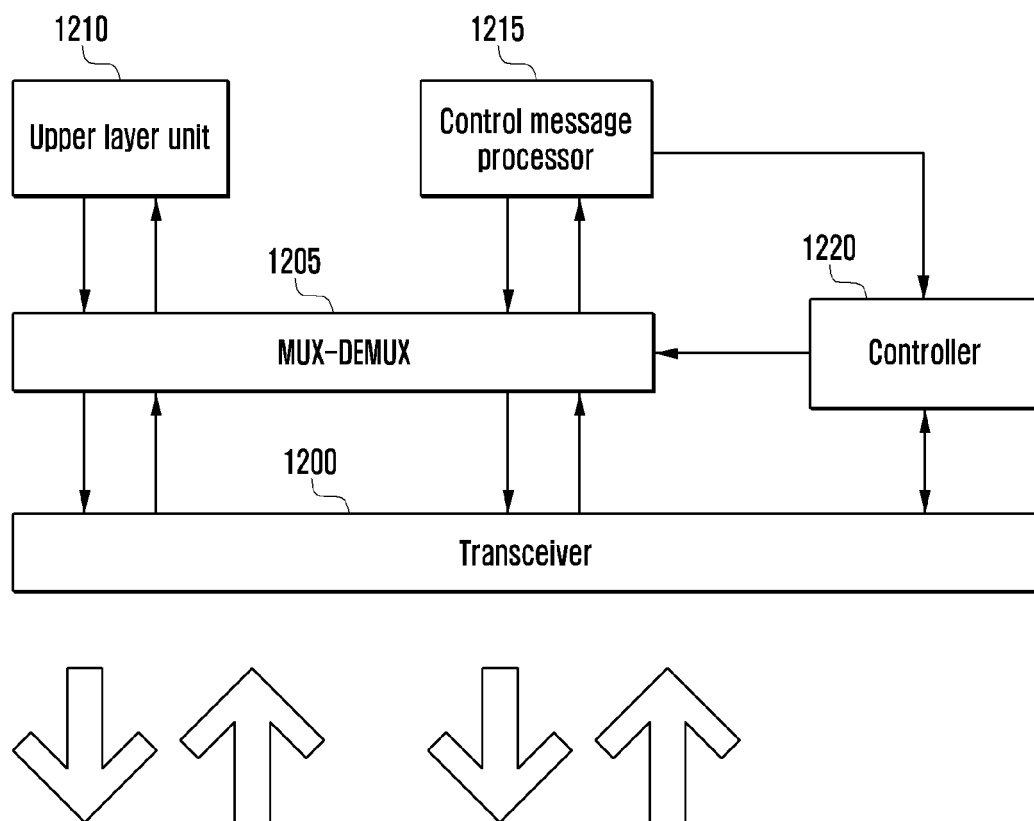 1210
1215
Upper layer unit
Control message
processor
1205
1220
MUX-DEMUX
Controller
1200
Transceiver